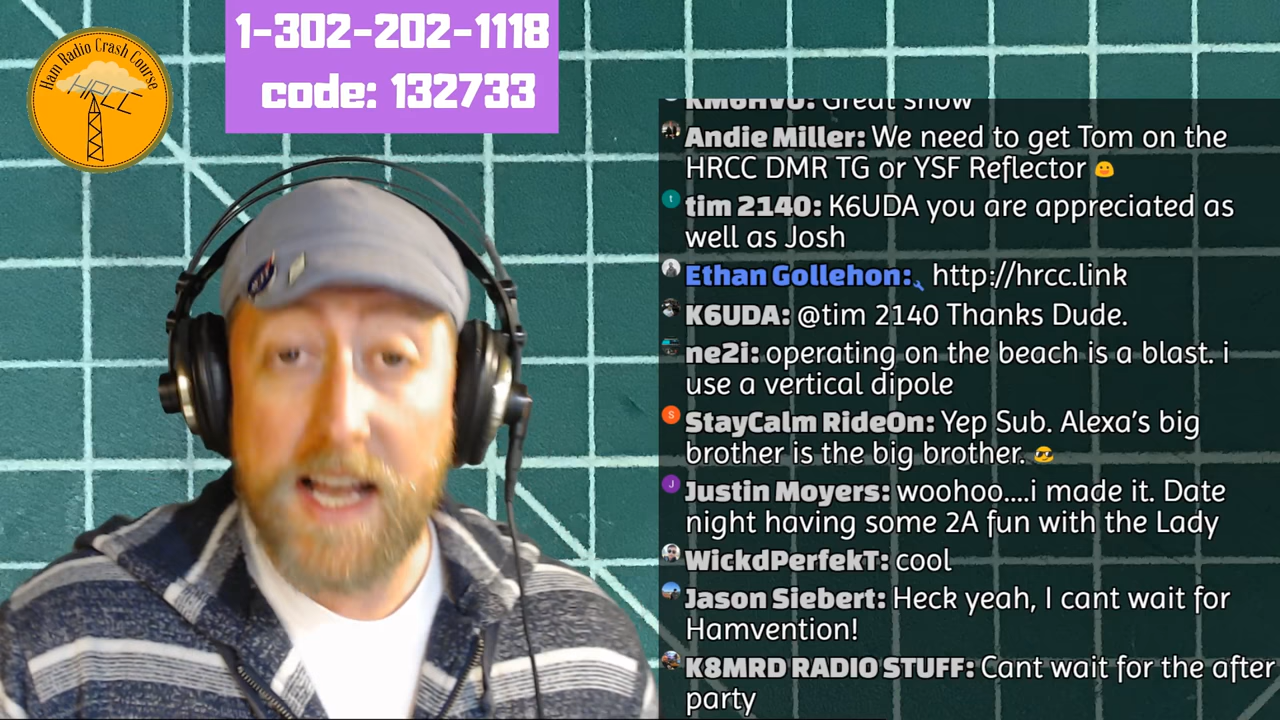 Ham Radio Crash Course
HRCC
1-302-202-1118
code: 132733
KM6HVU: Great show
Andie Miller: We need to get Tom on the
HRCC DMR TG or YSF Reflector
t tim 2140: K6UDA you are appreciated as
well as Josh
Ethan Gollehon: http://hrcc.link
K6UDA: @tim 2140 Thanks Dude.
ne2i: operating on the beach is a blast. i
use a vertical dipole
S StayCalm RideOn: Yep Sub. Alexa’s big
brother is the big brother.
J Justin Moyers: woohoo....i made it. Date
night having some 2A fun with the Lady
WickdPerfekT: cool
Jason Siebert: Heck yeah, I cant wait for
Hamvention!
K8MRD RADIO STUFF: Cant wait for the after
party